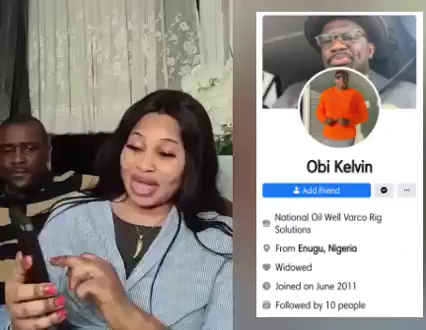 Obi Kelvin
Add Friend
National Oil Well Varco Rig
Solutions
From Enugu, Nigeria
Widowed
Joined on June 2011
Followed by 10 people